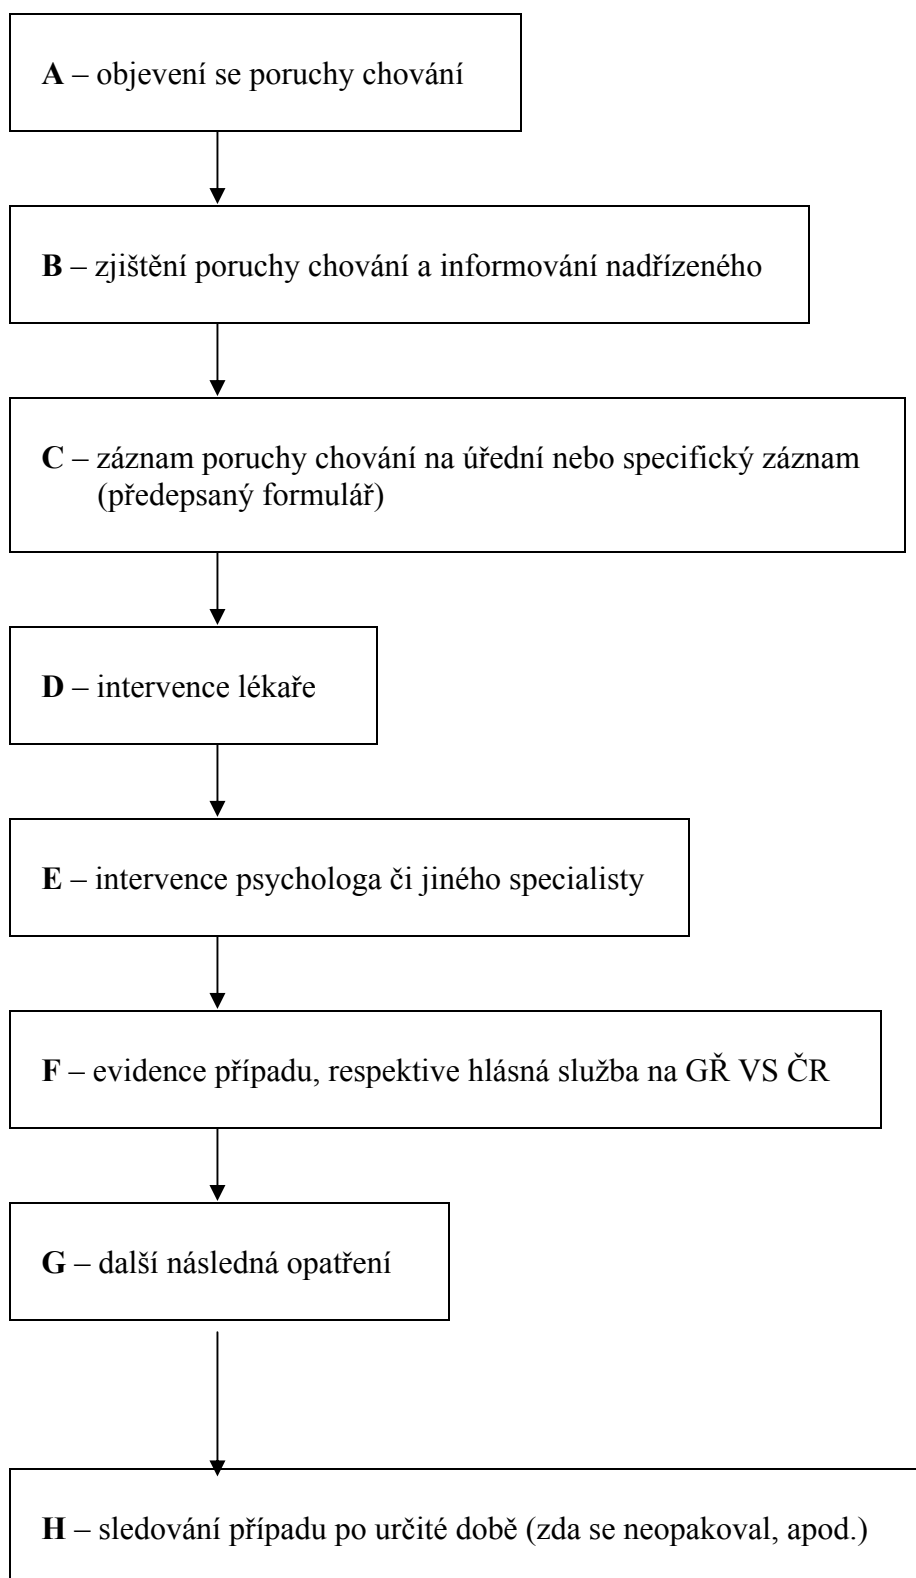 A – objevení se poruchy chování
B – zjištění poruchy chování a informování nadřízeného
C – záznam poruchy chování na úřední nebo specifický záznam
(předepsaný formulář)
D – intervence lékaře
E – intervence psychologa či jiného specialisty
F – evidence případu, respektive hlásná služba na GŘ VS ČR
G – další následná opatření
H – sledování případu po určité době (zda se neopakoval, apod.)